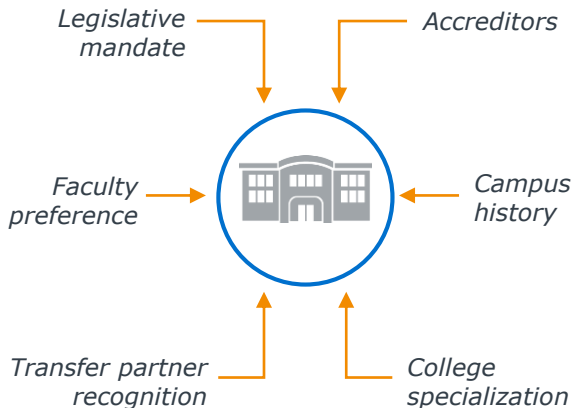 Legislative
mandate
Accreditors
Faculty
preference
Campus
history
Transfer partner
recognition
College
specialization